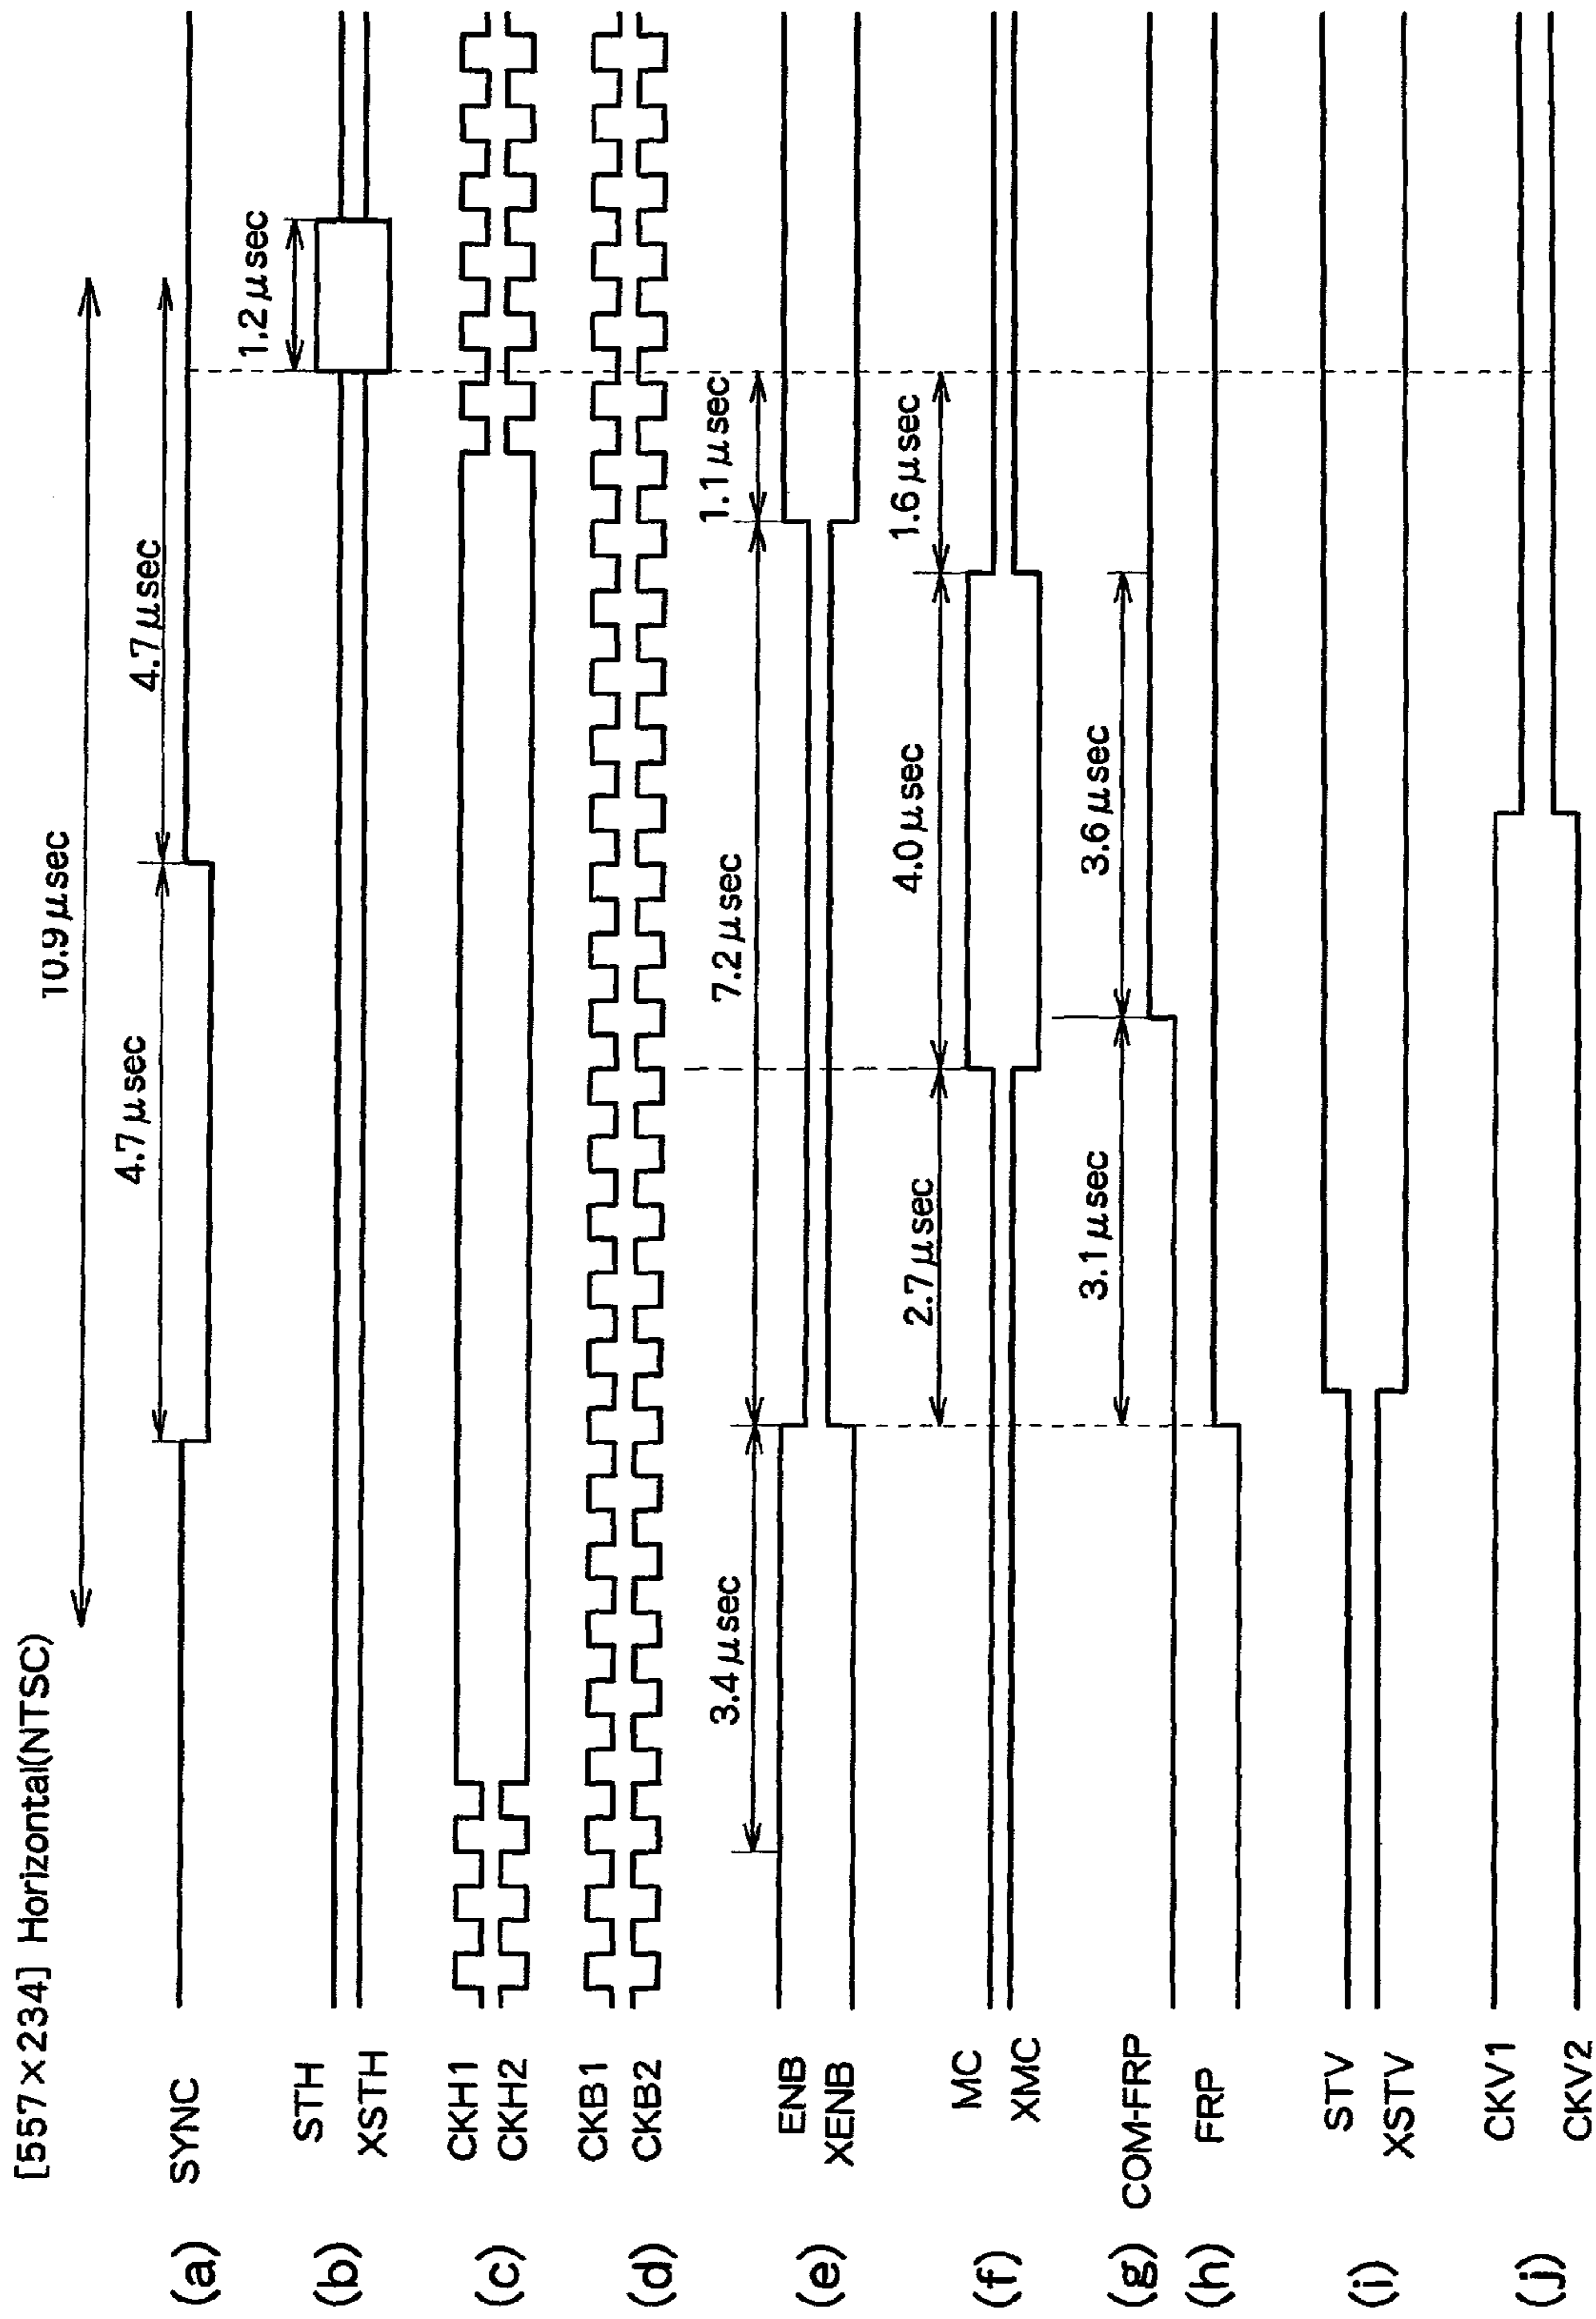 [557×234] Horizontal(NTSC)
10.9μsec
(a) SYNC
4.7μsec
4.7μsec
(b) STH
XSTH
1.2μsec
(c) CKH1
CKH2
(d) CKB1
CKB2
(e) ENB
XENB
3.4μsec
7.2μsec
1.1μsec
(f) MC
XMC
2.7μsec
4.0μsec
1.6μsec
(g) COM-FRP
3.1μsec
3.6μsec
(h) FRP
(i) STV
XSTV
(j) CKV1
CKV2